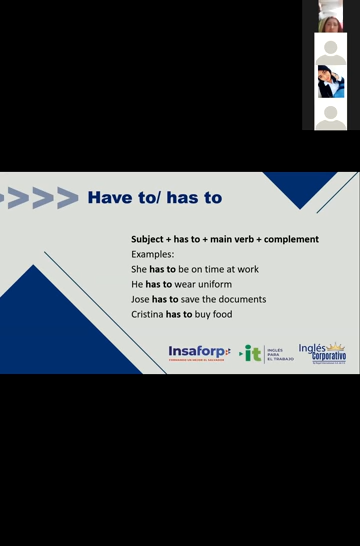 >>>> Have to/ has to
Subject + has to + main verb + complement
Examples:
She has to be on time at work
He has to wear uniform
Jose has to save the documents
Cristina has to buy food
Insaforp
it
INGLÉS
PARA
EL TRABAJO
Inglés
Corporativo